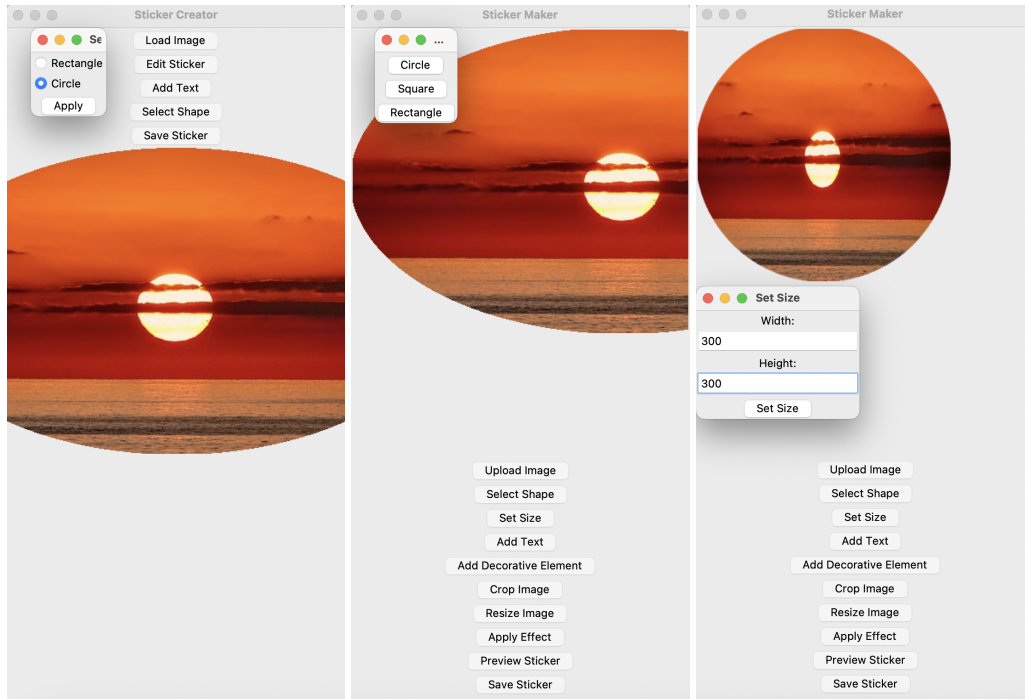 Sticker Creator
Se
Rectangle
Circle
Apply
Load Image
Edit Sticker
Add Text
Select Shape
Save Sticker
Sticker Maker
...
Circle
Square
Rectangle
Upload Image
Select Shape
Set Size
Add Text
Add Decorative Element
Crop Image
Resize Image
Apply Effect
Preview Sticker
Save Sticker
Sticker Maker
Set Size
Width:
300
Height:
300
Set Size
Upload Image
Select Shape
Set Size
Add Text
Add Decorative Element
Crop Image
Resize Image
Apply Effect
Preview Sticker
Save Sticker